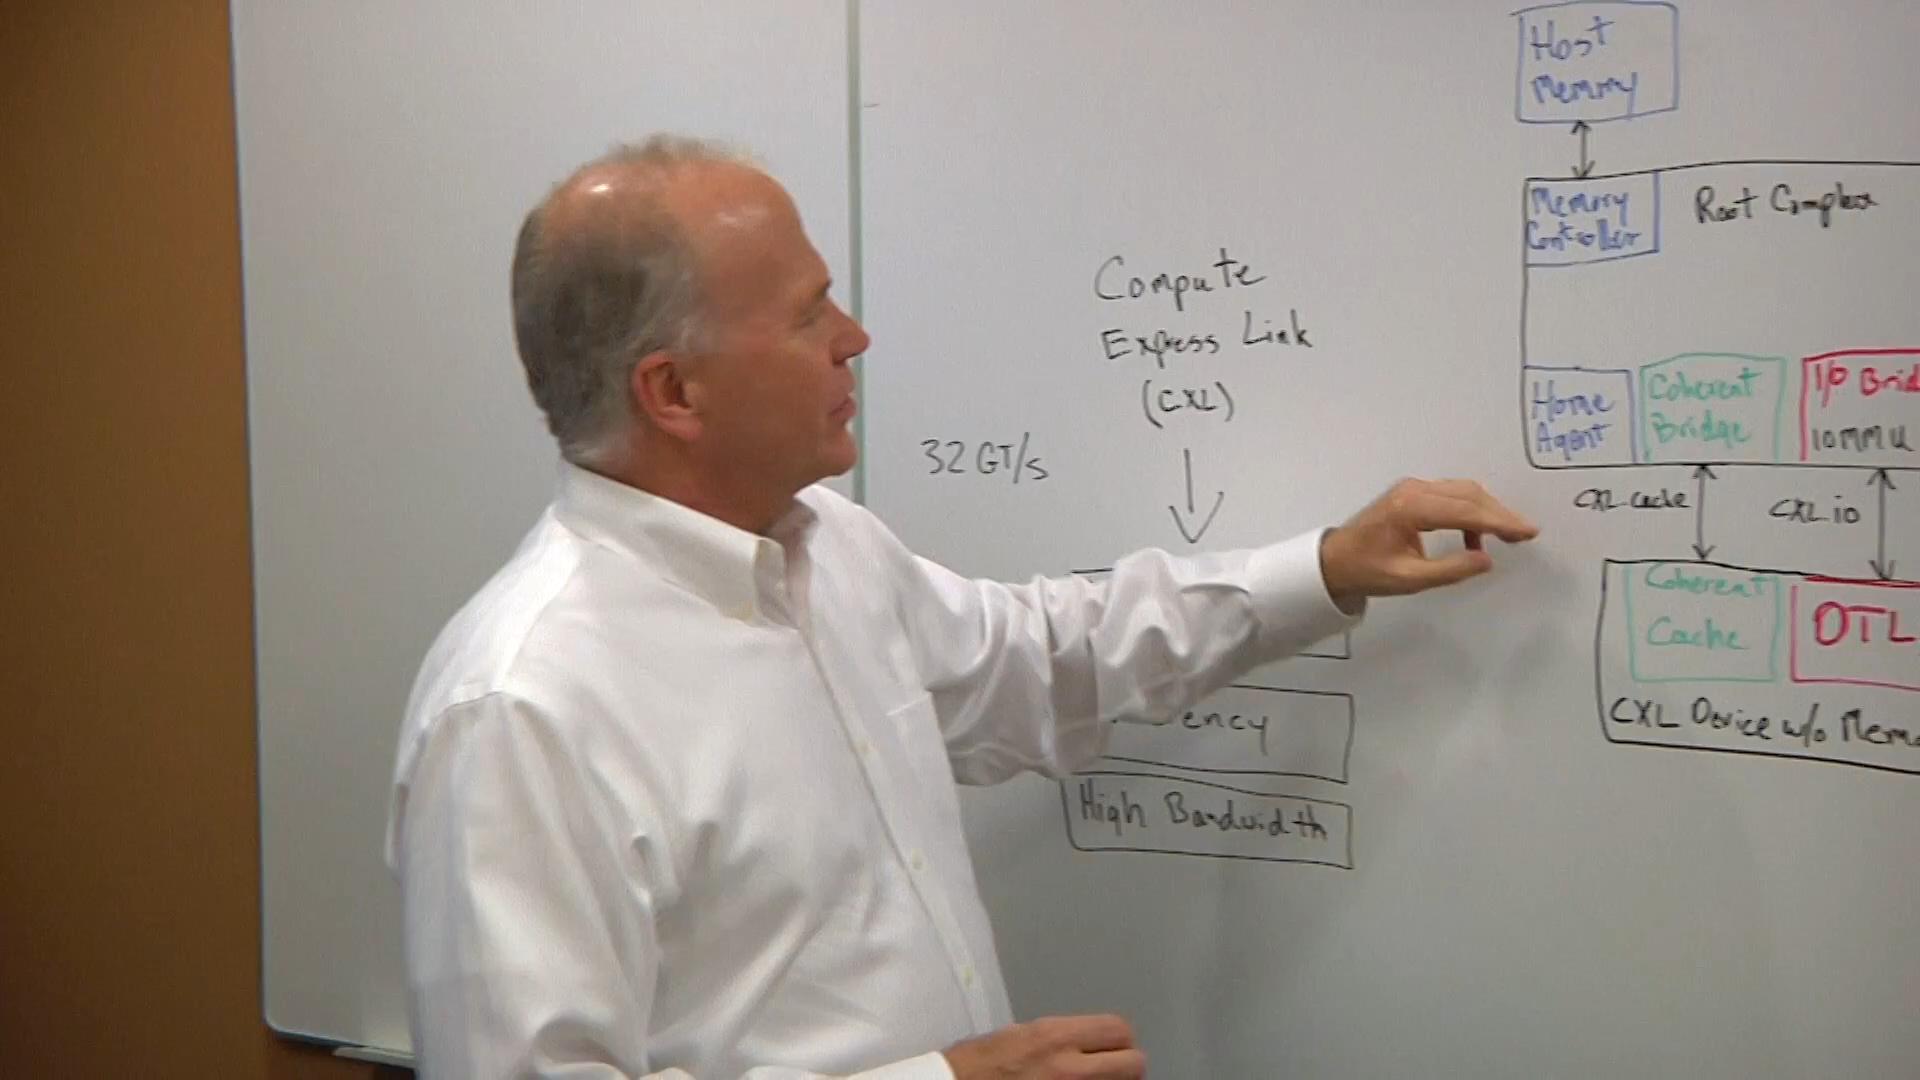 Host
Memory
Memory
Controller
Root Complex
Compute
Express Link
(CXL)
32 GT/s
Home
Agent
Coherent
Bridge
I/O Brid
IOMMU
CXL.cache
CXL.io
Coherent
Cache
DTL
CXL Device w/o Memo
ency
High Bandwidth